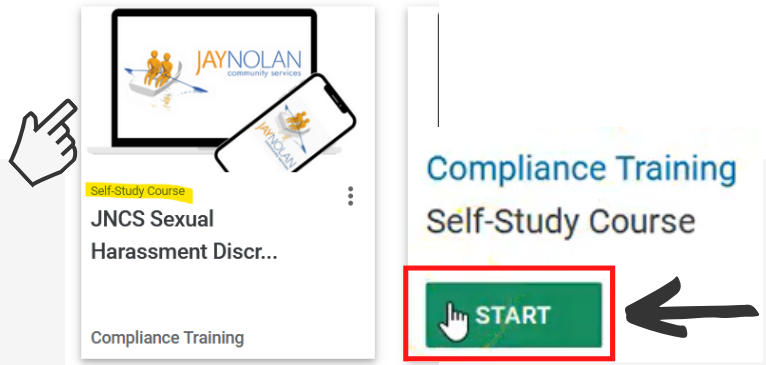 JAYNOLAN
community services
JAYNOLAN
Self-Study Course
JNCS Sexual
Harassment Discr...
Compliance Training
Compliance Training
Self-Study Course
START